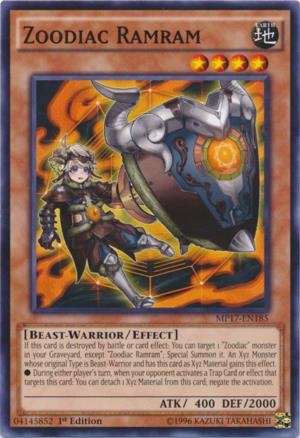 Zoodiac Ramram
EARTH
地
MP17-EN185
[Beast-Warrior/Effect]
If this card is destroyed by battle or card effect: You can target 1 "Zoodiac"
monster in your Graveyard, except "Zoodiac Ramram"; Special Summon it. An Xyz Monster
whose original Type is Beast-Warrior and has this card as Xyz Material gains this effect.
● During either player's turn, when your opponent activates a Trap Card or effect that
targets this card: You can detach 1 Xyz Material from this card; negate the activation.
ATK/ 400 DEF/2000
04145852 1st Edition ©1996 KAZUKI TAKAHASHI